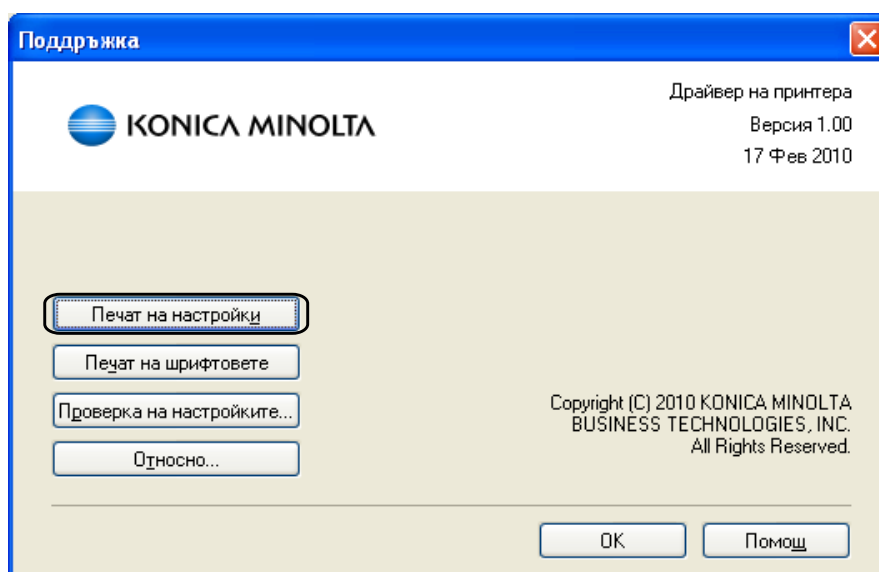 Поддръжка
KONICA MINOLTA
Драйвер на принтера
Версия 1.00
17 Фев 2010
Печат на настройки
Печат на шрифтовете
Проверка на настройките...
Относно...
Copyright (C) 2010 KONICA MINOLTA
BUSINESS TECHNOLOGIES, INC.
All Rights Reserved.
OK
Помощ